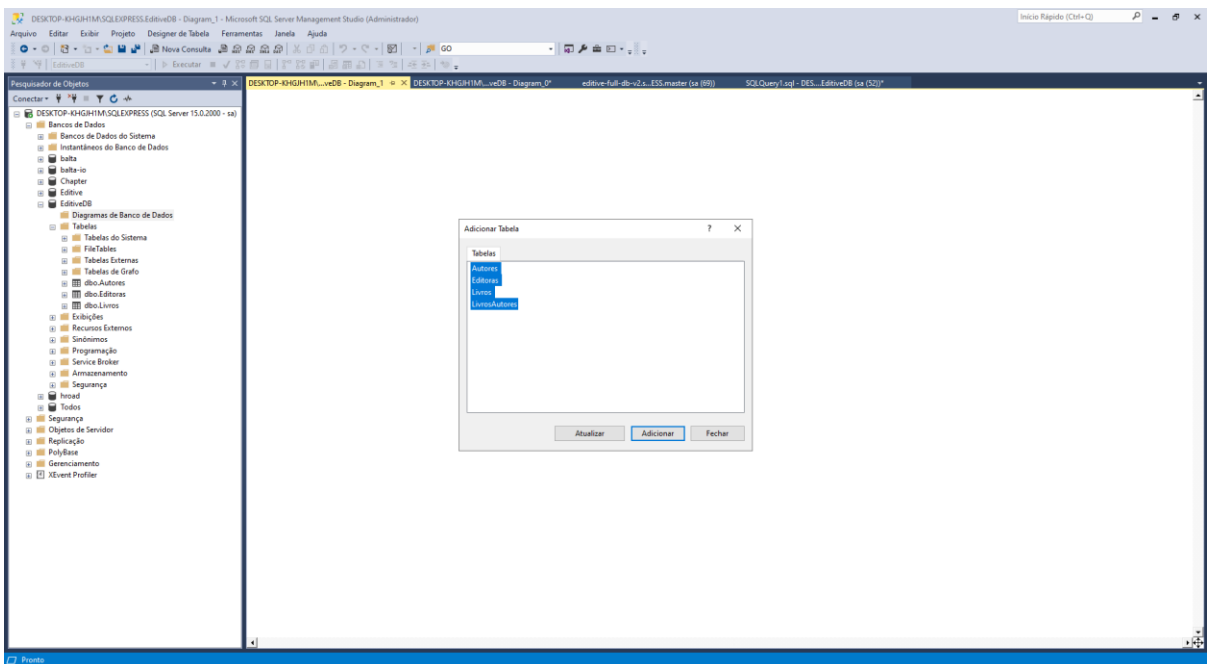 DESKTOP-KHGJH1M\SQLEXPRESS.EditiveDB - Diagram_1 - Microsoft SQL Server Management Studio (Administrador)
Início Rápido (Ctrl+Q)
Arquivo Editar Exibir Projeto Designer de Tabela Ferramentas Janela Ajuda
Nova Consulta GO
EditiveDB Executar
Pesquisador de Objetos
DESKTOP-KHGJH1M\...veDB - Diagram_1 DESKTOP-KHGJH1M\...veDB - Diagram_0* editive-full-db-v2.s...ESS.master (sa (69)) SQLQuery1.sql - DES...EditiveDB (sa (52))*
Conectar
DESKTOP-KHGJH1M\SQLEXPRESS (SQL Server 15.0.2000 - sa)
Bancos de Dados
Bancos de Dados do Sistema
Instantâneos do Banco de Dados
balta
balta-io
Chapter
Editive
EditiveDB
Diagramas de Banco de Dados
Tabelas
Tabelas do Sistema
FileTables
Tabelas Externas
Tabelas de Grafo
dbo.Autores
dbo.Editoras
dbo.Livros
Exibições
Recursos Externos
Sinônimos
Programação
Service Broker
Armazenamento
Segurança
hroad
Todos
Segurança
Objetos de Servidor
Replicação
PolyBase
Gerenciamento
XEvent Profiler
Adicionar Tabela ? X
Tabelas
Autores
Editoras
Livros
LivrosAutores
Atualizar Adicionar Fechar
Pronto